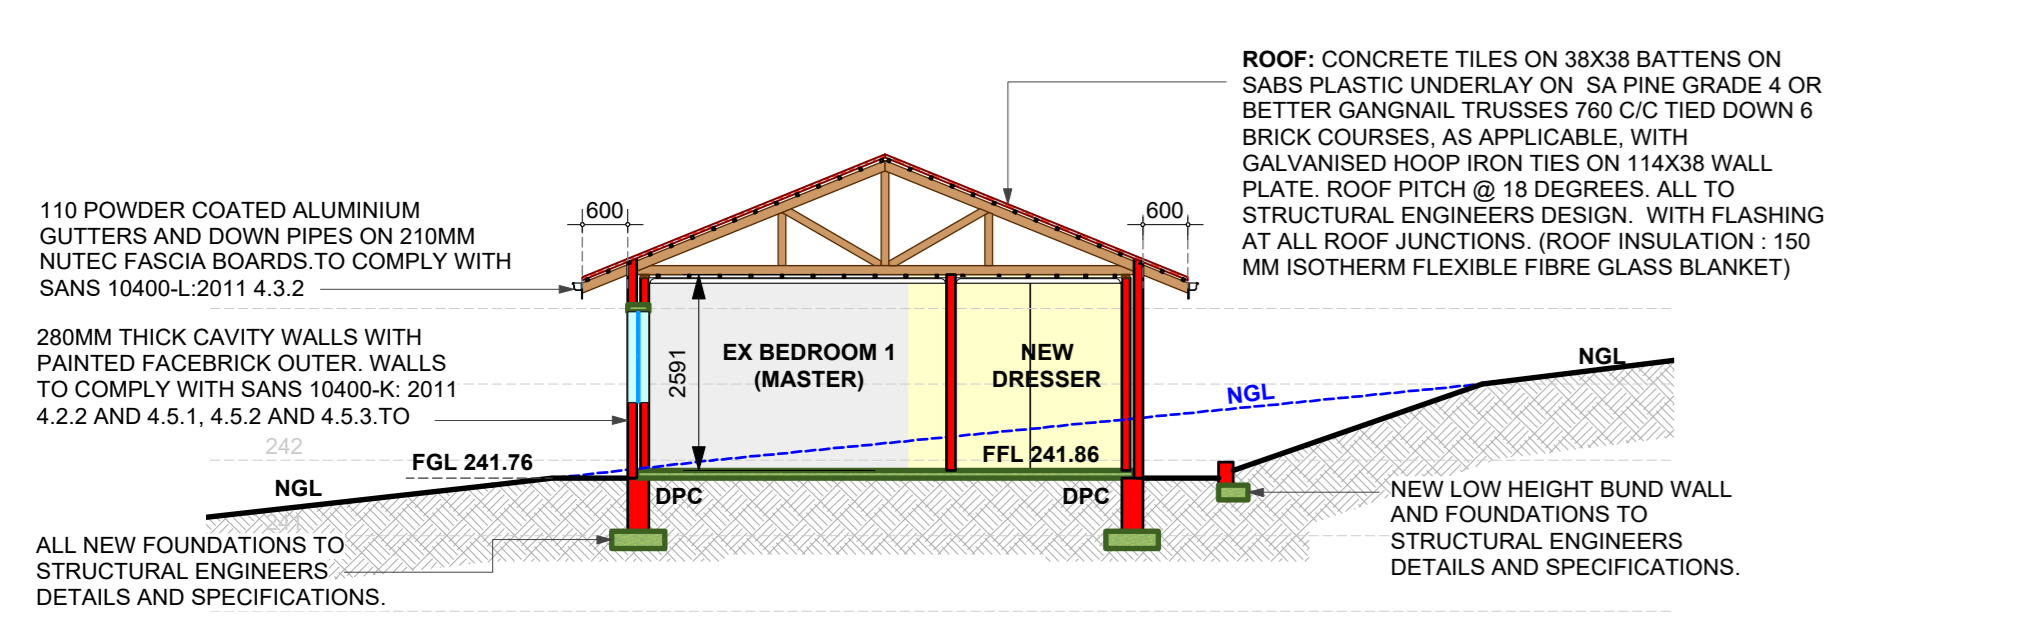 ROOF: CONCRETE TILES ON 38X38 BATTENS ON
SABS PLASTIC UNDERLAY ON SA PINE GRADE 4 OR
BETTER GANGNAIL TRUSSES 760 C/C TIED DOWN 6
BRICK COURSES, AS APPLICABLE, WITH
GALVANISED HOOP IRON TIES ON 114X38 WALL
PLATE. ROOF PITCH @ 18 DEGREES. ALL TO
STRUCTURAL ENGINEERS DESIGN. WITH FLASHING
AT ALL ROOF JUNCTIONS. (ROOF INSULATION : 150
MM ISOTHERM FLEXIBLE FIBRE GLASS BLANKET)
110 POWDER COATED ALUMINIUM
GUTTERS AND DOWN PIPES ON 210MM
NUTEC FASCIA BOARDS.TO COMPLY WITH
SANS 10400-L:2011 4.3.2
600
600
280MM THICK CAVITY WALLS WITH
PAINTED FACEBRICK OUTER. WALLS
TO COMPLY WITH SANS 10400-K: 2011
4.2.2 AND 4.5.1, 4.5.2 AND 4.5.3.TO
2591
EX BEDROOM 1
(MASTER)
NEW
DRESSER
NGL
NGL
242
FGL 241.76
FFL 241.86
NGL
DPC
DPC
241
ALL NEW FOUNDATIONS TO
STRUCTURAL ENGINEERS
DETAILS AND SPECIFICATIONS.
NEW LOW HEIGHT BUND WALL
AND FOUNDATIONS TO
STRUCTURAL ENGINEERS
DETAILS AND SPECIFICATIONS.